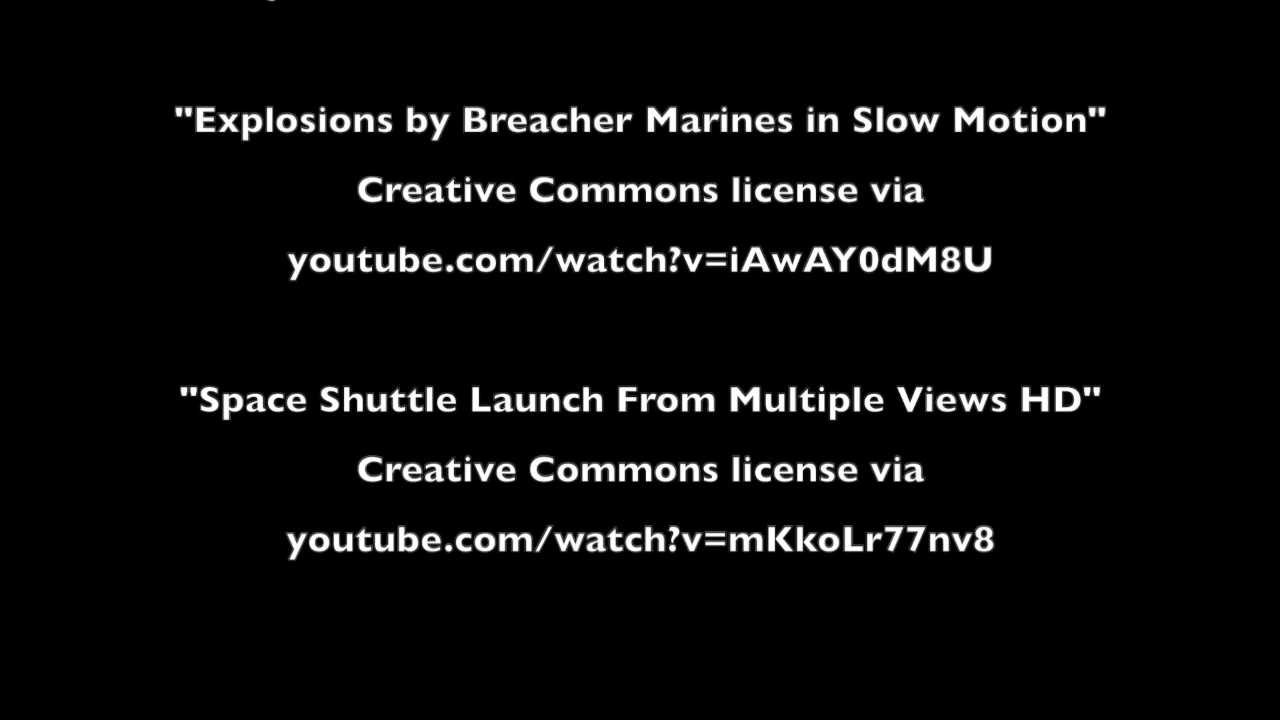 "Explosions by Breacher Marines in Slow Motion"
Creative Commons license via
youtube.com/watch?v=iAwAY0dM8U
"Space Shuttle Launch From Multiple Views HD"
Creative Commons license via
youtube.com/watch?v=mKkoLr77nv8